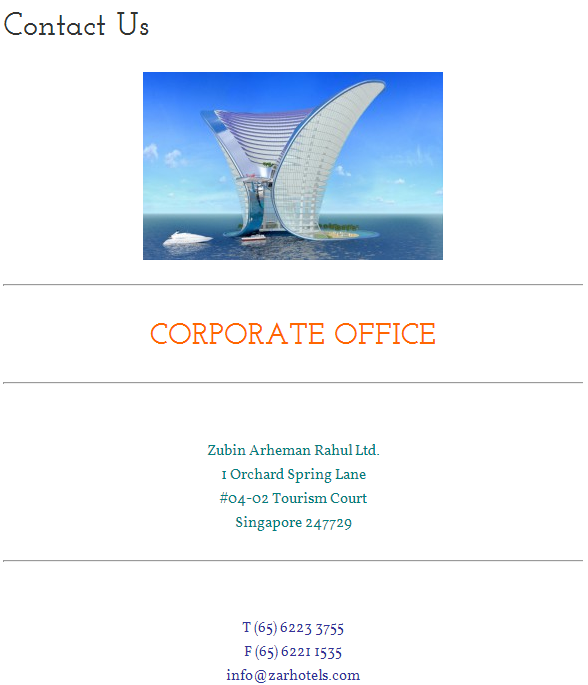 Contact Us
CORPORATE OFFICE
Zubin Arheman Rahul Ltd.
1 Orchard Spring Lane
#04-02 Tourism Court
Singapore 247729
T (65) 6223 3755
F (65) 6221 1535
info@zarhotels.com